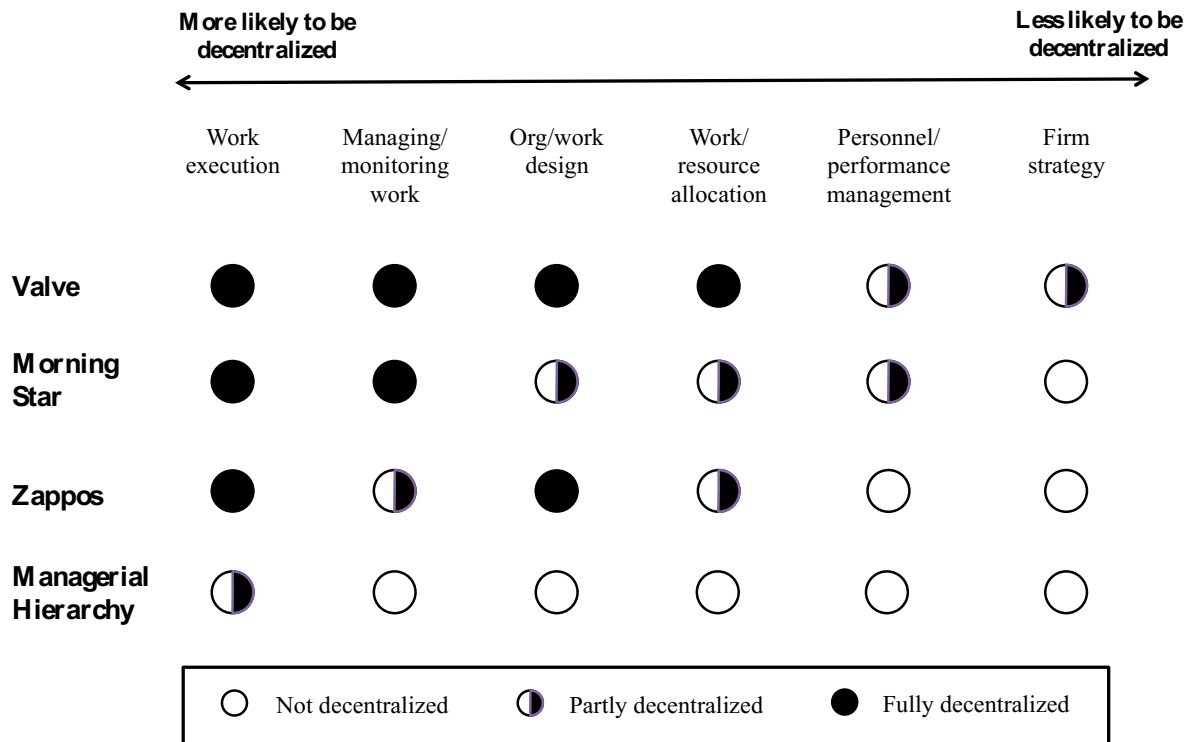 More likely to be
decentralized
Less likely to be
decentralized
Work
execution
Managing/
monitoring
work
Org/work
design
Work/
resource
allocation
Personnel/
performance
management
Firm
strategy
Valve
Morning
Star
Zappos
Managerial
Hierarchy
Not decentralized
Partly decentralized
Fully decentralized